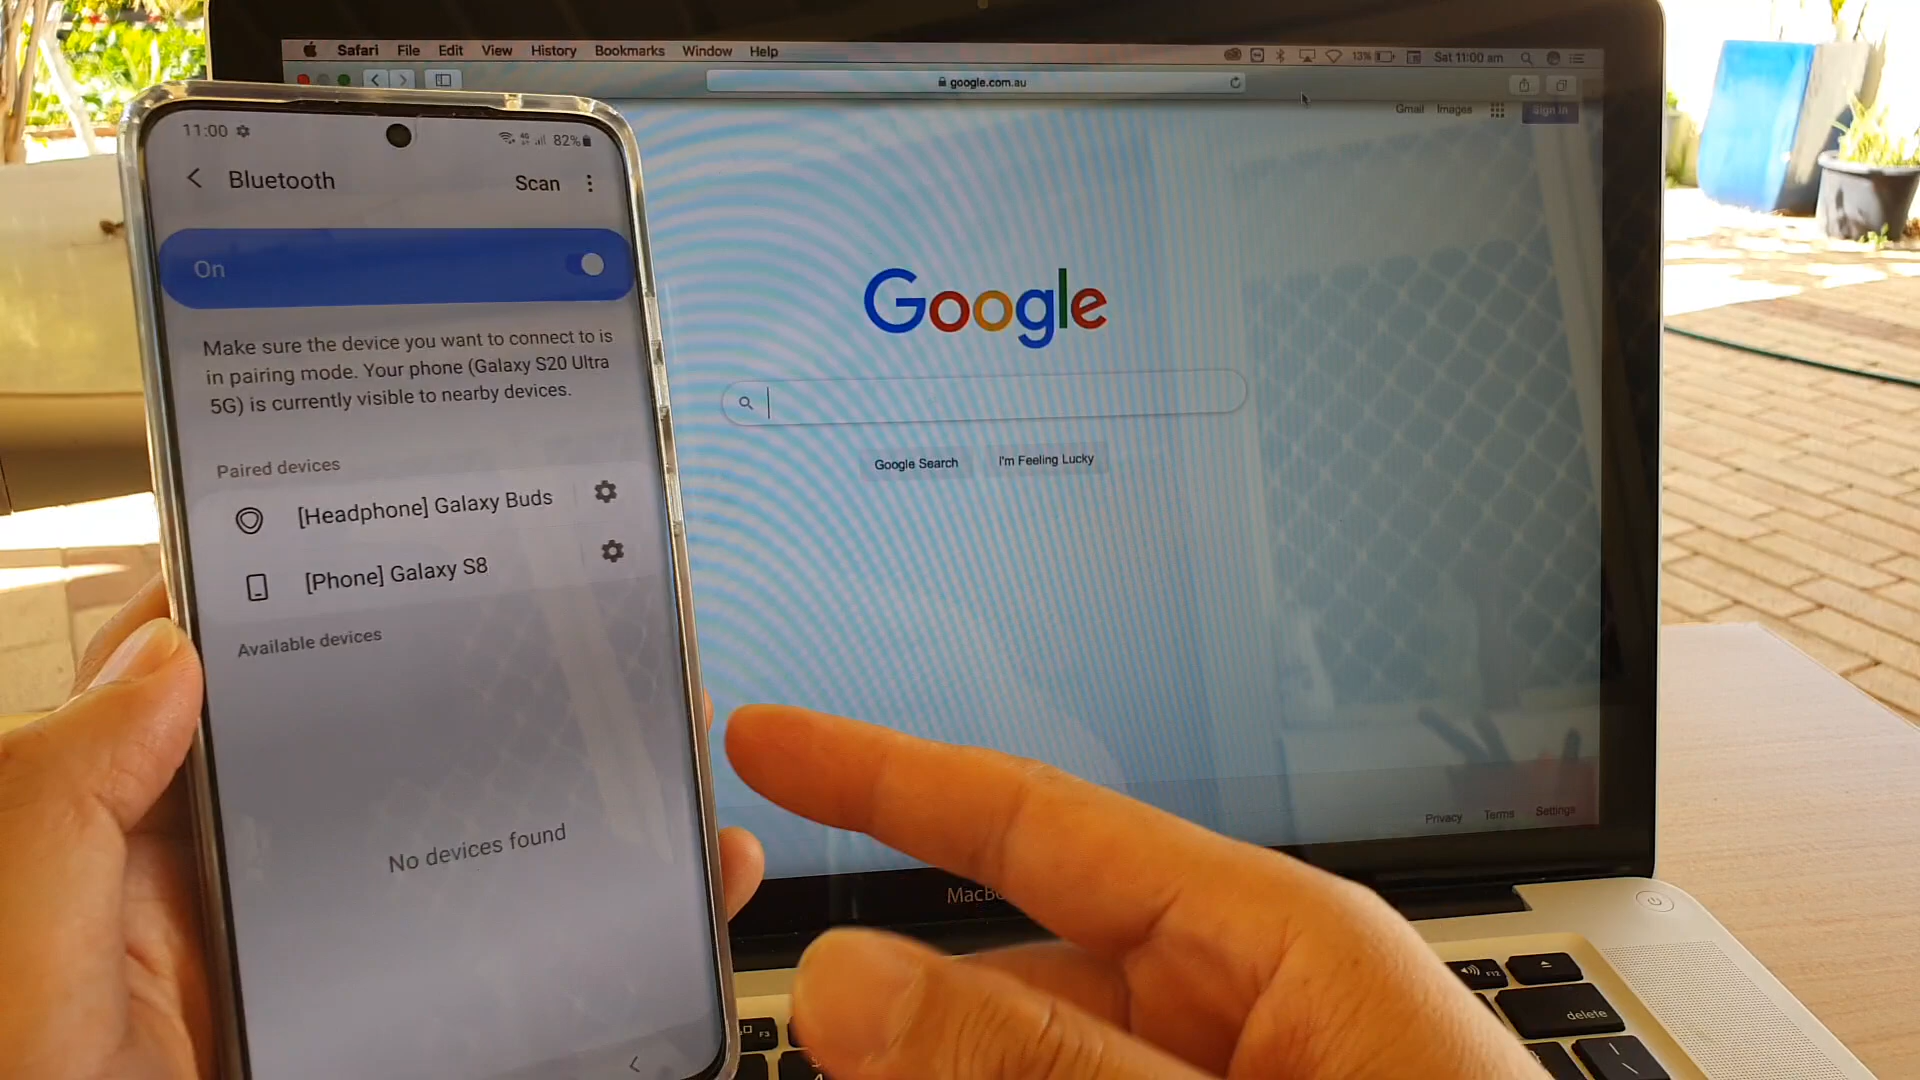 Safari File Edit View History Bookmarks Window Help
13% Sat 11:00 am
google.com.au
Gmail Images Sign in
Google
Google Search I'm Feeling Lucky
Privacy Terms Settings
11:00
82%
Bluetooth Scan
On
Make sure the device you want to connect to is
in pairing mode. Your phone (Galaxy S20 Ultra
5G) is currently visible to nearby devices.
Paired devices
[Headphone] Galaxy Buds
[Phone] Galaxy S8
Available devices
No devices found
F12
delete
F3